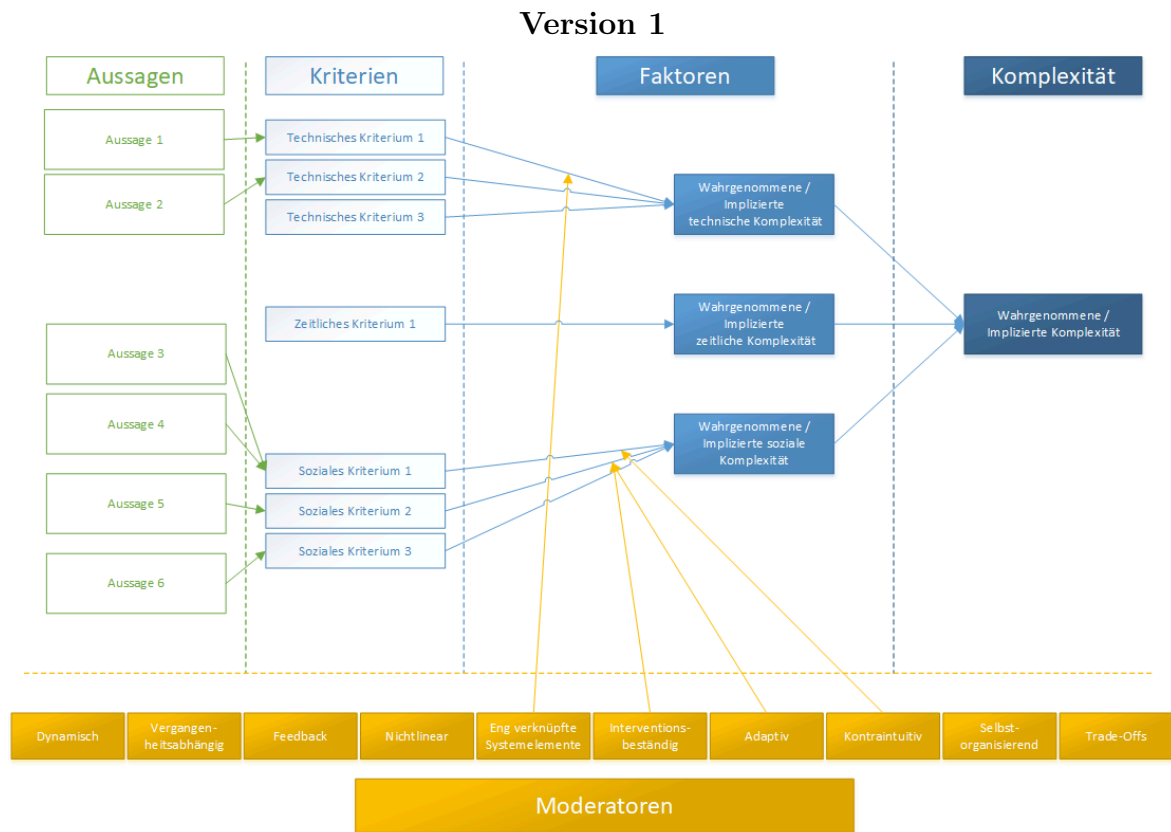 Version 1
Aussagen
Kriterien
Faktoren
Komplexität
Aussage 1
Aussage 2
Aussage 3
Aussage 4
Aussage 5
Aussage 6
Technisches Kriterium 1
Technisches Kriterium 2
Technisches Kriterium 3
Zeitliches Kriterium 1
Soziales Kriterium 1
Soziales Kriterium 2
Soziales Kriterium 3
Wahrgenommene /
Implizierte
technische Komplexität
Wahrgenommene /
Implizierte
zeitliche Komplexität
Wahrgenommene /
Implizierte soziale
Komplexität
Wahrgenommene /
Implizierte Komplexität
Dynamisch
Vergangen-
heitsabhängig
Feedback
Nichtlinear
Eng verknüpfte
Systemelemente
Interventions-
beständig
Adaptiv
Kontraintuitiv
Selbst-
organisierend
Trade-Offs
Moderatoren